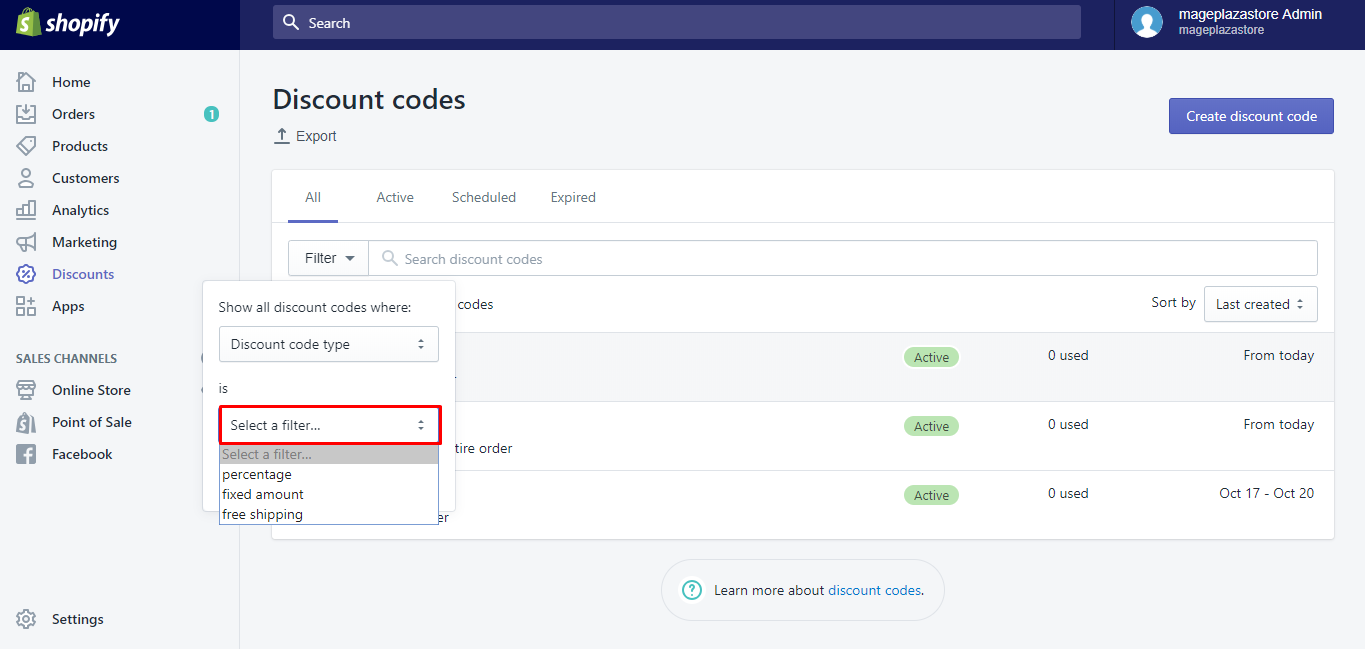 shopify
Search
mageplazastore Admin
mageplazastore
Home
Orders
1
Products
Customers
Analytics
Marketing
Discounts
Apps
SALES CHANNELS
Online Store
Point of Sale
Facebook
Settings
Discount codes
Export
Create discount code
All Active Scheduled Expired
Filter
Search discount codes
codes
Sort by Last created
Show all discount codes where:
Discount code type
is
Select a filter...
Select a filter...
percentage
fixed amount
free shipping
Active 0 used From today
Active 0 used From today
tire order
Active 0 used Oct 17 - Oct 20
er
? Learn more about discount codes.